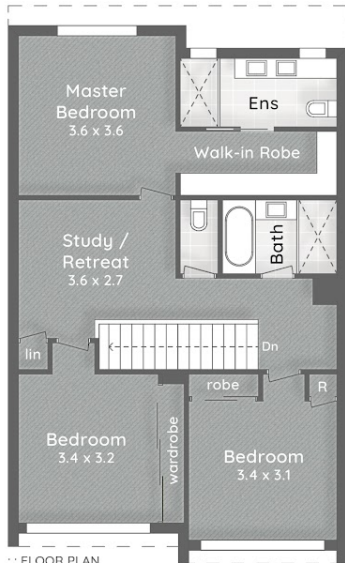 Master
Bedroom
3.6 x 3.6
Ens
Walk-in Robe
Study /
Retreat
3.6 x 2.7
Bath
lin
Dn
robe
R
Bedroom
3.4 x 3.2
wardrobe
Bedroom
3.4 x 3.1
FLOOR PLAN